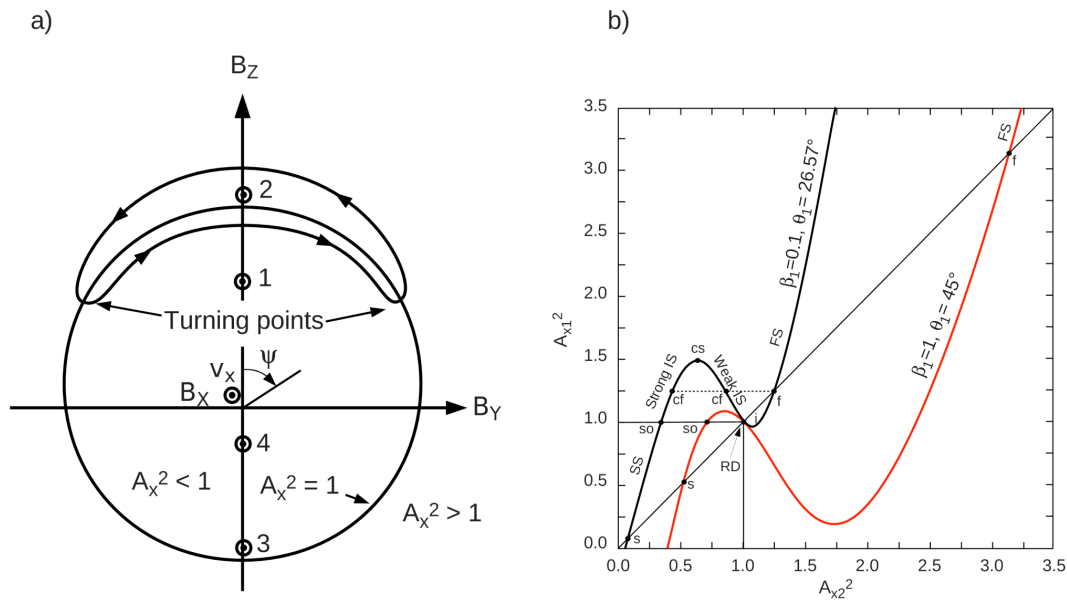 a)
B_Z
2
1
Turning points
ψ
v_x
B_X
B_Y
4
A_x^2 < 1
A_x^2 = 1
A_x^2 > 1
3
b)
3.5
3.0
2.5
2.0
1.5
1.0
0.5
0.0
A_x1^2
0.0
0.5
1.0
1.5
2.0
2.5
3.0
3.5
A_x2^2
FS
f
β_1=0.1, θ_1= 26.57°
β_1=1, θ_1= 45°
FS
cs
Strong IS
Weak IS
cf
cf
f
i
so
so
RD
SS
s
s